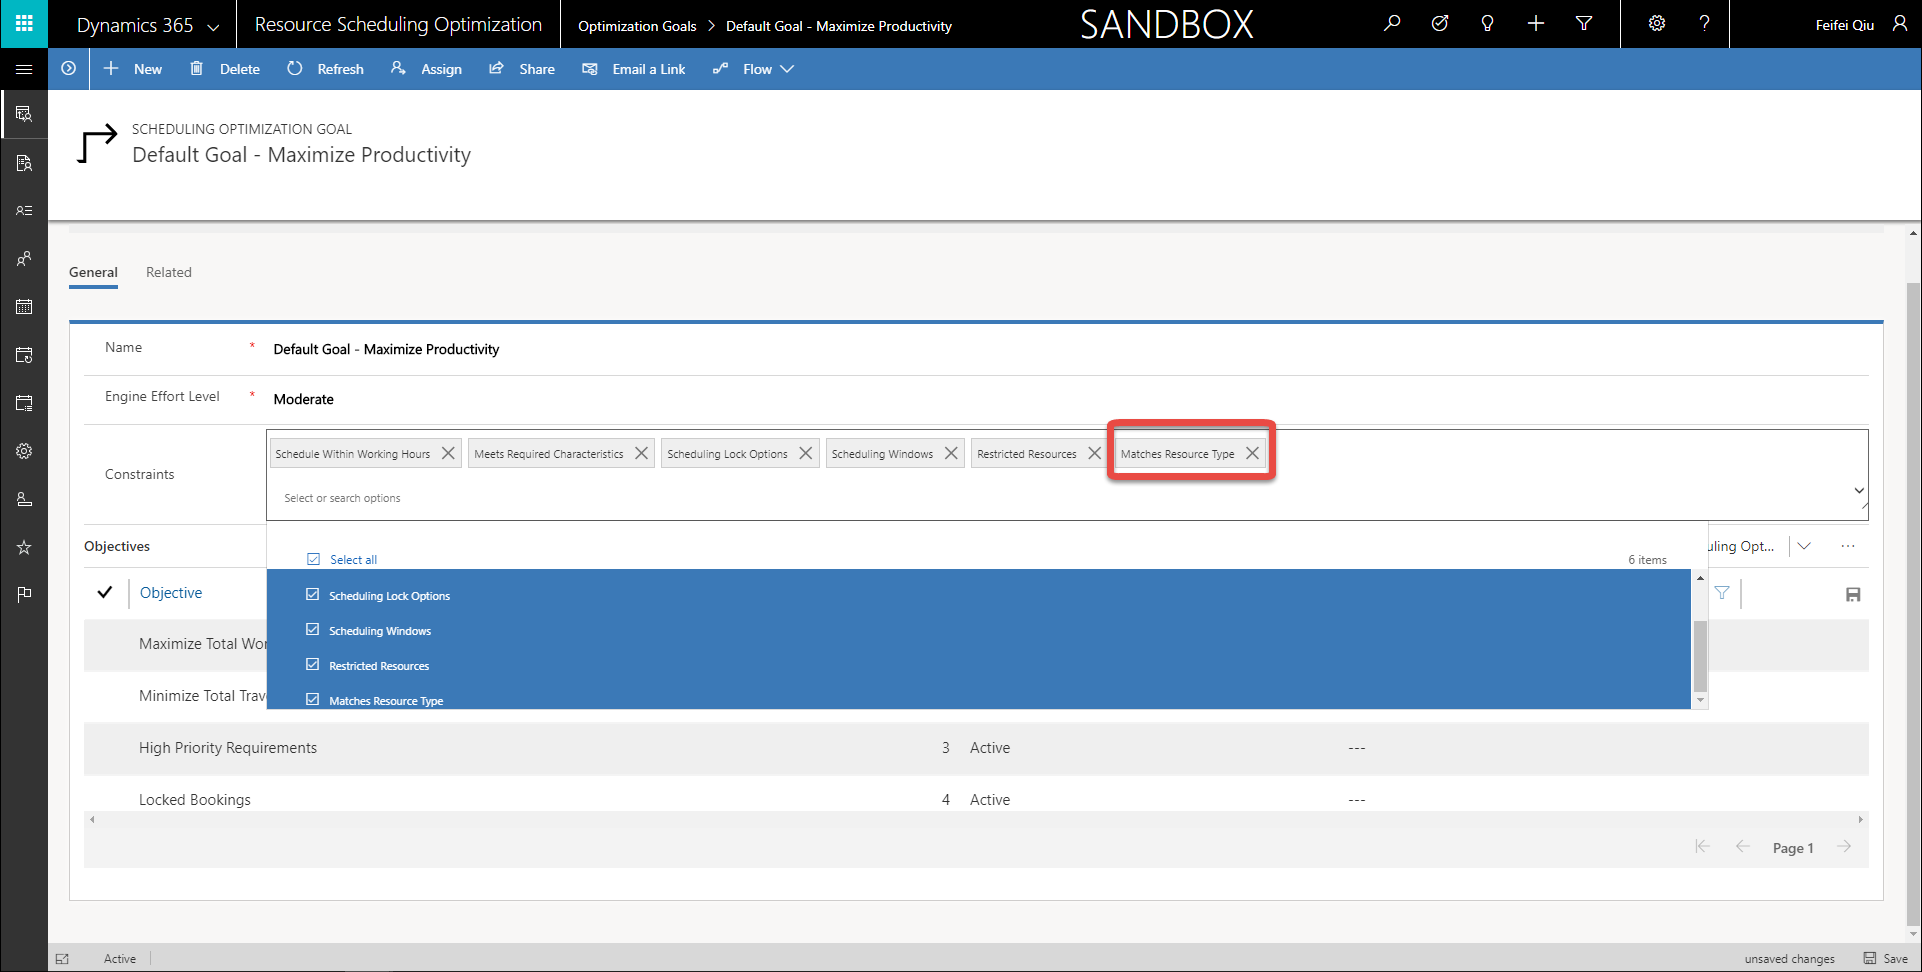 Dynamics 365
Resource Scheduling Optimization
Optimization Goals > Default Goal - Maximize Productivity
SANDBOX
?
Feifei Qiu
New
Delete
Refresh
Assign
Share
Email a Link
Flow
SCHEDULING OPTIMIZATION GOAL
Default Goal - Maximize Productivity
General
Related
Name * Default Goal - Maximize Productivity
Engine Effort Level * Moderate
Constraints
Schedule Within Working Hours
Meets Required Characteristics
Scheduling Lock Options
Scheduling Windows
Restricted Resources
Matches Resource Type
Select or search options
Objectives
Select all
6 items
Scheduling Lock Options
Scheduling Windows
Restricted Resources
Matches Resource Type
uling Opt...
...
Objective
Maximize Total Wor
Minimize Total Trav
High Priority Requirements 3 Active ---
Locked Bookings 4 Active ---
Page 1
Active
unsaved changes
Save